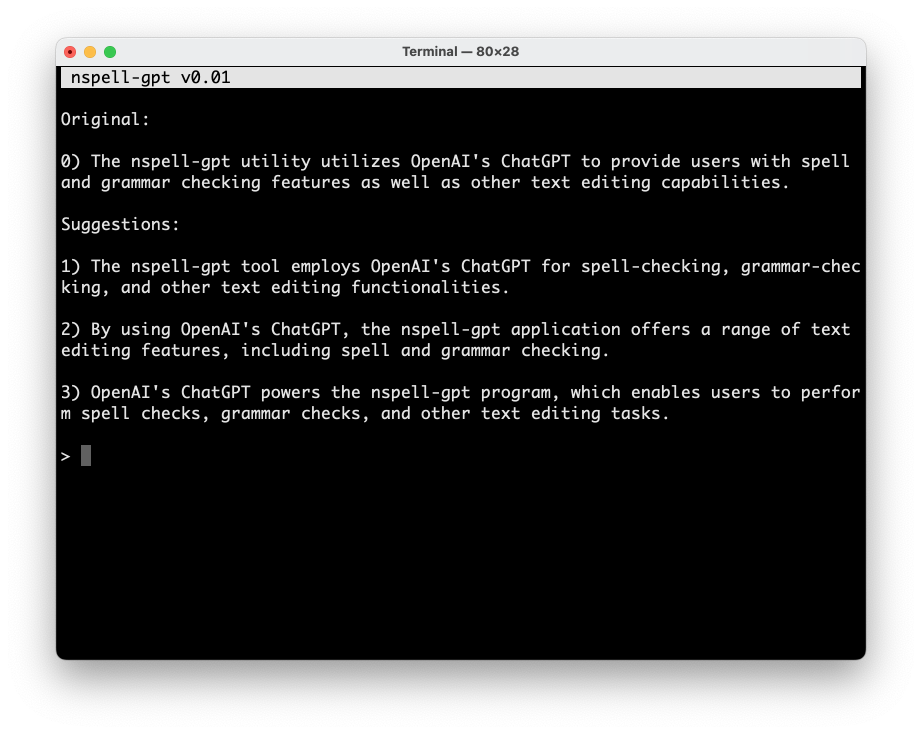 Terminal — 80×28
nspell-gpt v0.01
Original:
0) The nspell-gpt utility utilizes OpenAI's ChatGPT to provide users with spell
and grammar checking features as well as other text editing capabilities.
Suggestions:
1) The nspell-gpt tool employs OpenAI's ChatGPT for spell-checking, grammar-chec
king, and other text editing functionalities.
2) By using OpenAI's ChatGPT, the nspell-gpt application offers a range of text
editing features, including spell and grammar checking.
3) OpenAI's ChatGPT powers the nspell-gpt program, which enables users to perfor
m spell checks, grammar checks, and other text editing tasks.
>